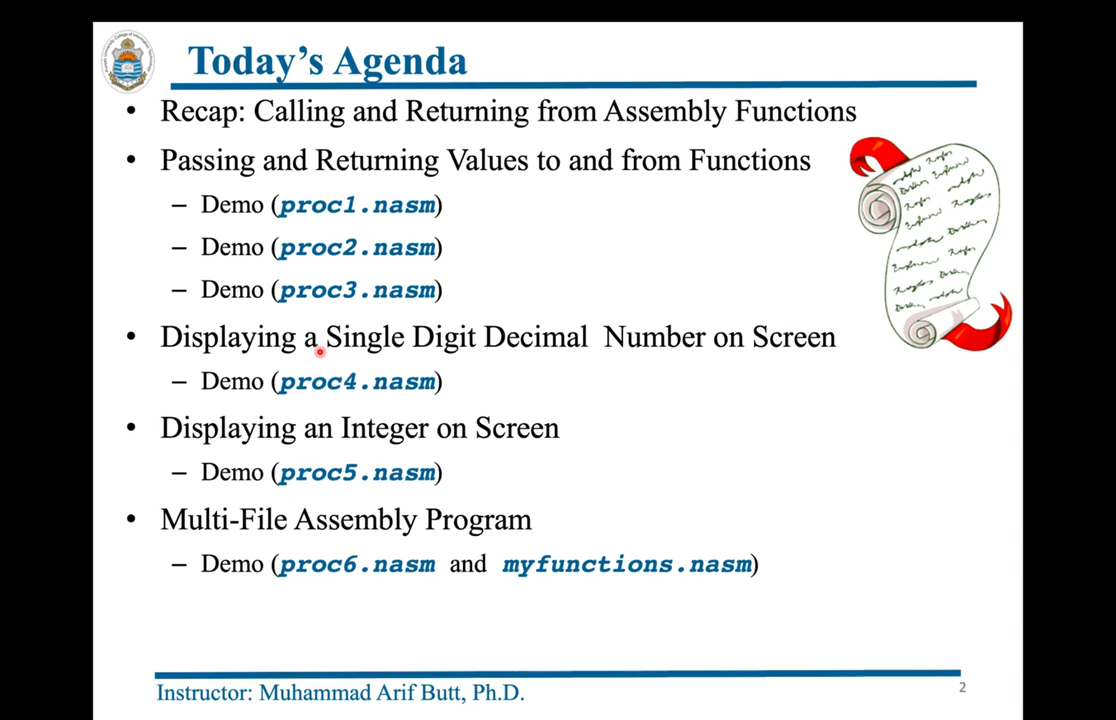 Today's Agenda
• Recap: Calling and Returning from Assembly Functions
• Passing and Returning Values to and from Functions
– Demo (proc1.nasm)
– Demo (proc2.nasm)
– Demo (proc3.nasm)
• Displaying a Single Digit Decimal Number on Screen
– Demo (proc4.nasm)
• Displaying an Integer on Screen
– Demo (proc5.nasm)
• Multi-File Assembly Program
– Demo (proc6.nasm and myfunctions.nasm)
Instructor: Muhammad Arif Butt, Ph.D.
2